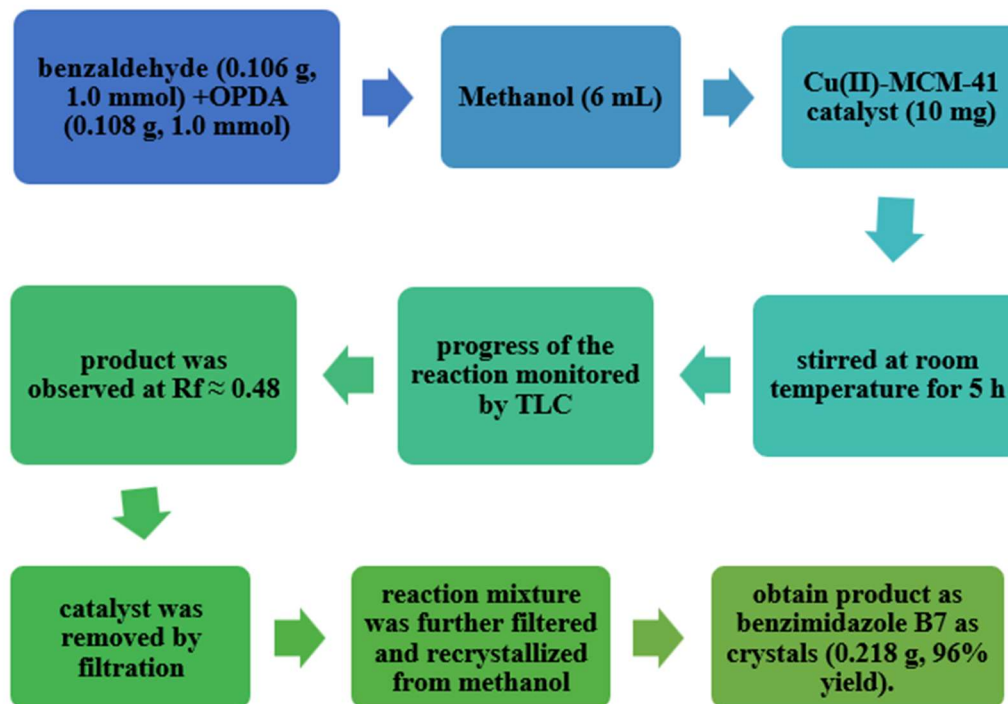 benzaldehyde (0.106 g,
1.0 mmol) +OPDA
(0.108 g, 1.0 mmol)
Methanol (6 mL)
Cu(II)-MCM-41
catalyst (10 mg)
stirred at room
temperature for 5 h
progress of the
reaction monitored
by TLC
product was
observed at Rf ≈ 0.48
catalyst was
removed by
filtration
reaction mixture
was further filtered
and recrystallized
from methanol
obtain product as
benzimidazole B7 as
crystals (0.218 g, 96%
yield).